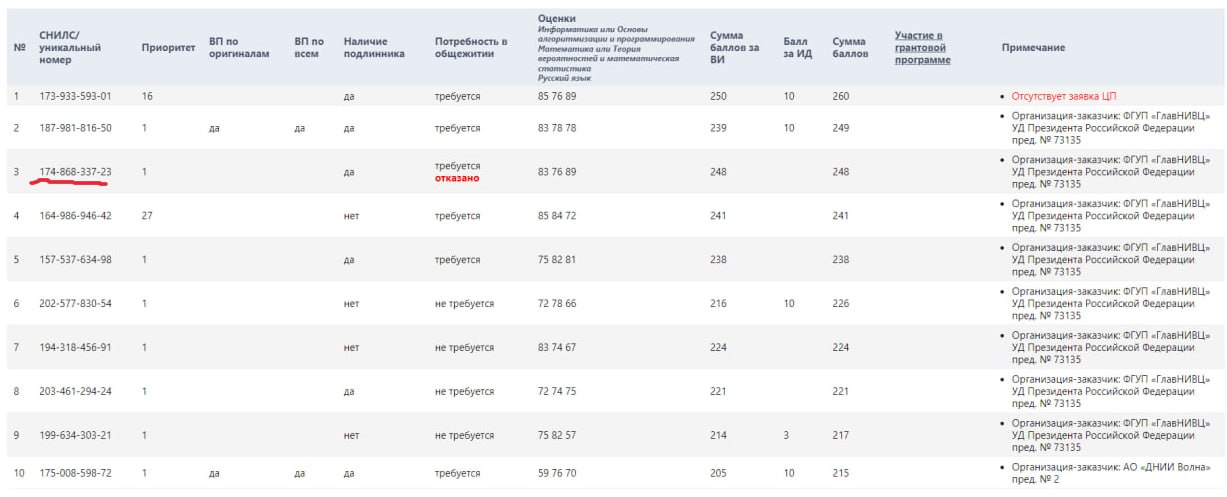 № СНИЛС/уникальный номер Приоритет ВП по оригиналам ВП по всем Наличие подлинника Потребность в общежитии Оценки Информатика или Основы алгоритмизации и программирования Математика или Теория вероятностей и математическая статистика Русский язык Сумма баллов за ВИ Балл за ИД Сумма баллов Участие в грантовой программе Примечание
1 173-933-593-01 16 да требуется 85 76 89 250 10 260 • Отсутствует заявка ЦП
2 187-981-816-50 1 да да да требуется 83 78 78 239 10 249 • Организация-заказчик: ФГУП «ГлавНИВЦ»
УД Президента Российской Федерации
пред. № 73135
3 174-868-337-23 1 да требуется отказано 83 76 89 248 248 • Организация-заказчик: ФГУП «ГлавНИВЦ»
УД Президента Российской Федерации
пред. № 73135
4 164-986-946-42 27 нет требуется 85 84 72 241 241 • Организация-заказчик: ФГУП «ГлавНИВЦ»
УД Президента Российской Федерации
пред. № 73135
5 157-537-634-98 1 да требуется 75 82 81 238 238 • Организация-заказчик: ФГУП «ГлавНИВЦ»
УД Президента Российской Федерации
пред. № 73135
6 202-577-830-54 1 нет не требуется 72 78 66 216 10 226 • Организация-заказчик: ФГУП «ГлавНИВЦ»
УД Президента Российской Федерации
пред. № 73135
7 194-318-456-91 1 нет не требуется 83 74 67 224 224 • Организация-заказчик: ФГУП «ГлавНИВЦ»
УД Президента Российской Федерации
пред. № 73135
8 203-461-294-24 1 да не требуется 72 74 75 221 221 • Организация-заказчик: ФГУП «ГлавНИВЦ»
УД Президента Российской Федерации
пред. № 73135
9 199-634-303-21 1 нет не требуется 75 82 57 214 3 217 • Организация-заказчик: ФГУП «ГлавНИВЦ»
УД Президента Российской Федерации
пред. № 73135
10 175-008-598-72 1 да да да требуется 59 76 70 205 10 215 • Организация-заказчик: АО «ДНИИ Волна»
пред. № 2